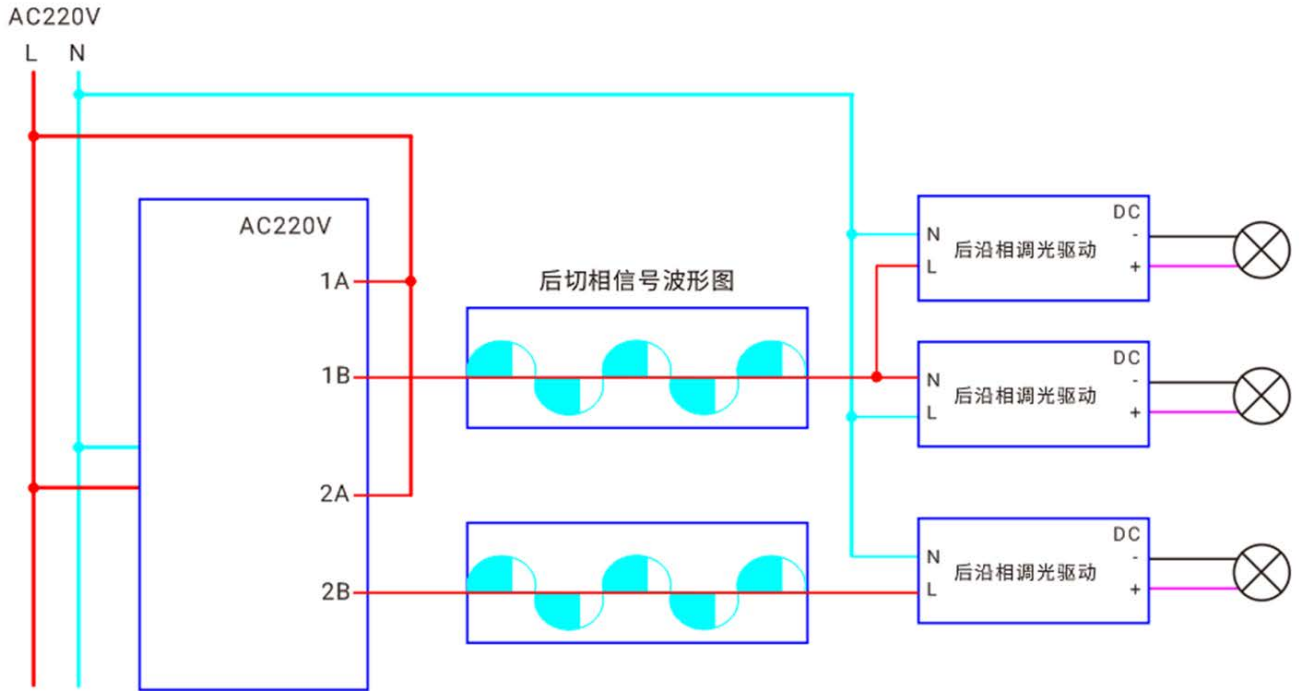 AC220V
L N
AC220V
1A
1B
2A
2B
后切相信号波形图
DC
N
L
后沿相调光驱动
-
+
DC
N
L
后沿相调光驱动
-
+
DC
N
L
后沿相调光驱动
-
+